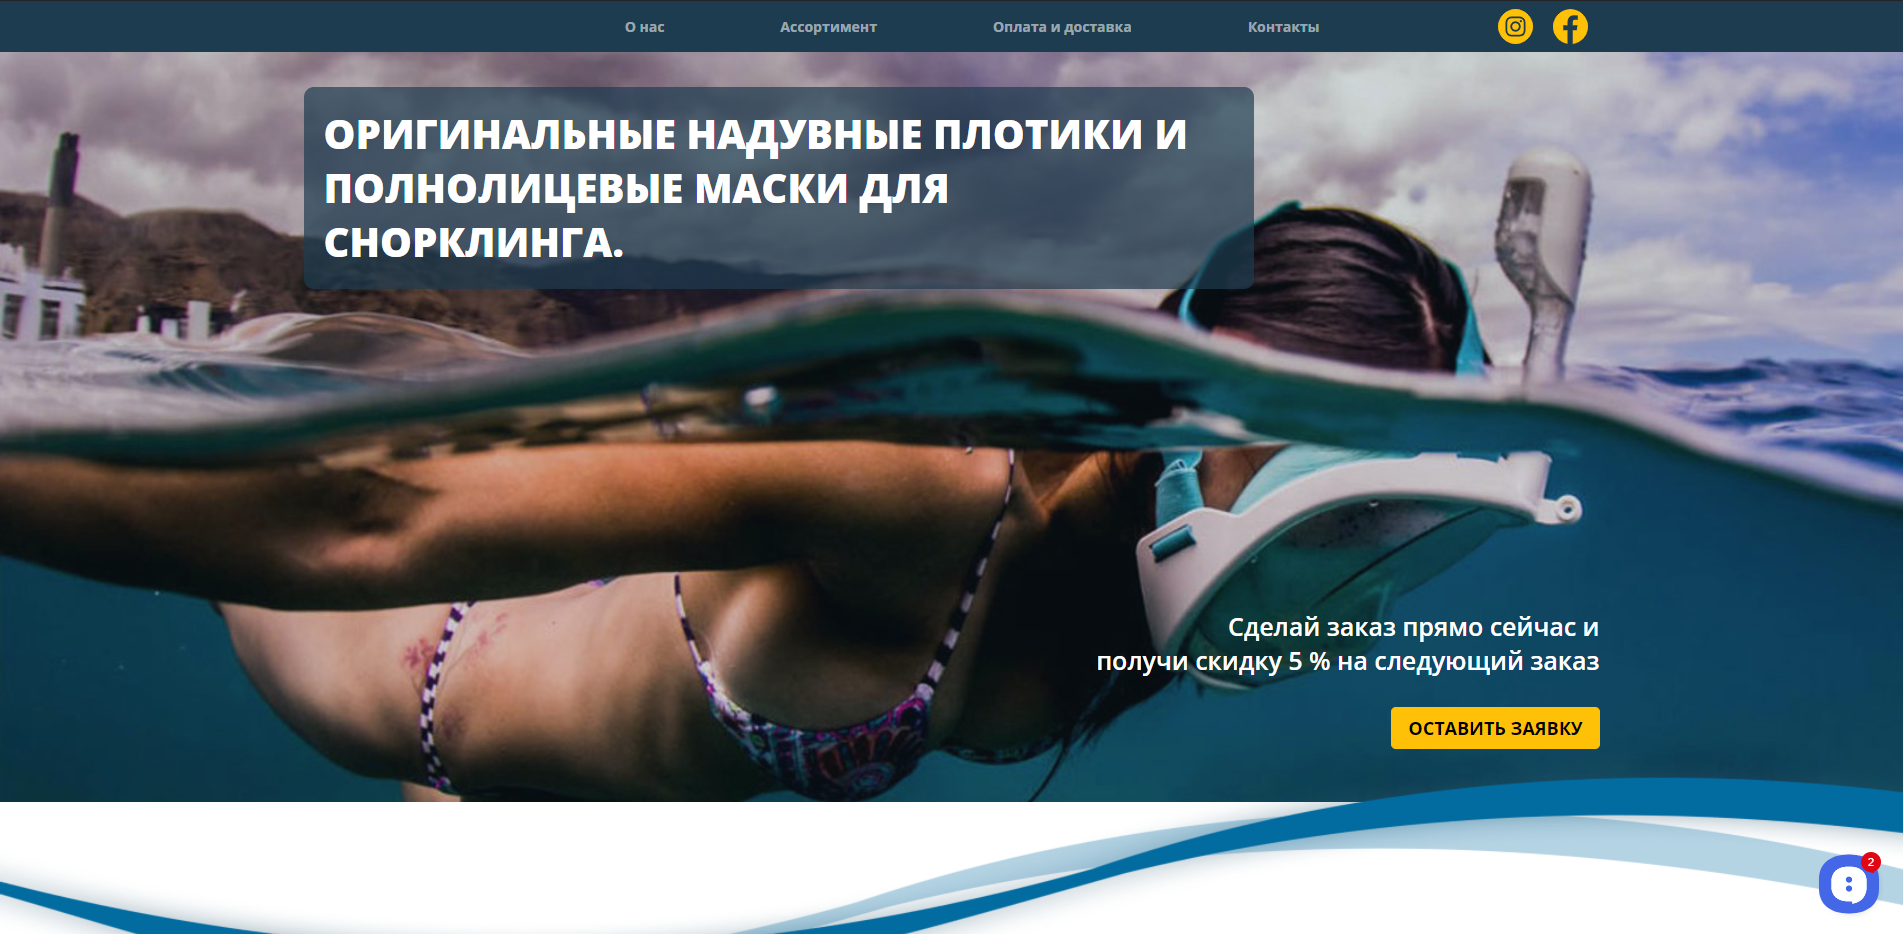 О нас
Ассортимент
Оплата и доставка
Контакты
ОРИГИНАЛЬНЫЕ НАДУВНЫЕ ПЛОТИКИ И
ПОЛНОЛИЦЕВЫЕ МАСКИ ДЛЯ
СНОРКЛИНГА.
Сделай заказ прямо сейчас и
получи скидку 5 % на следующий заказ
ОСТАВИТЬ ЗАЯВКУ
2